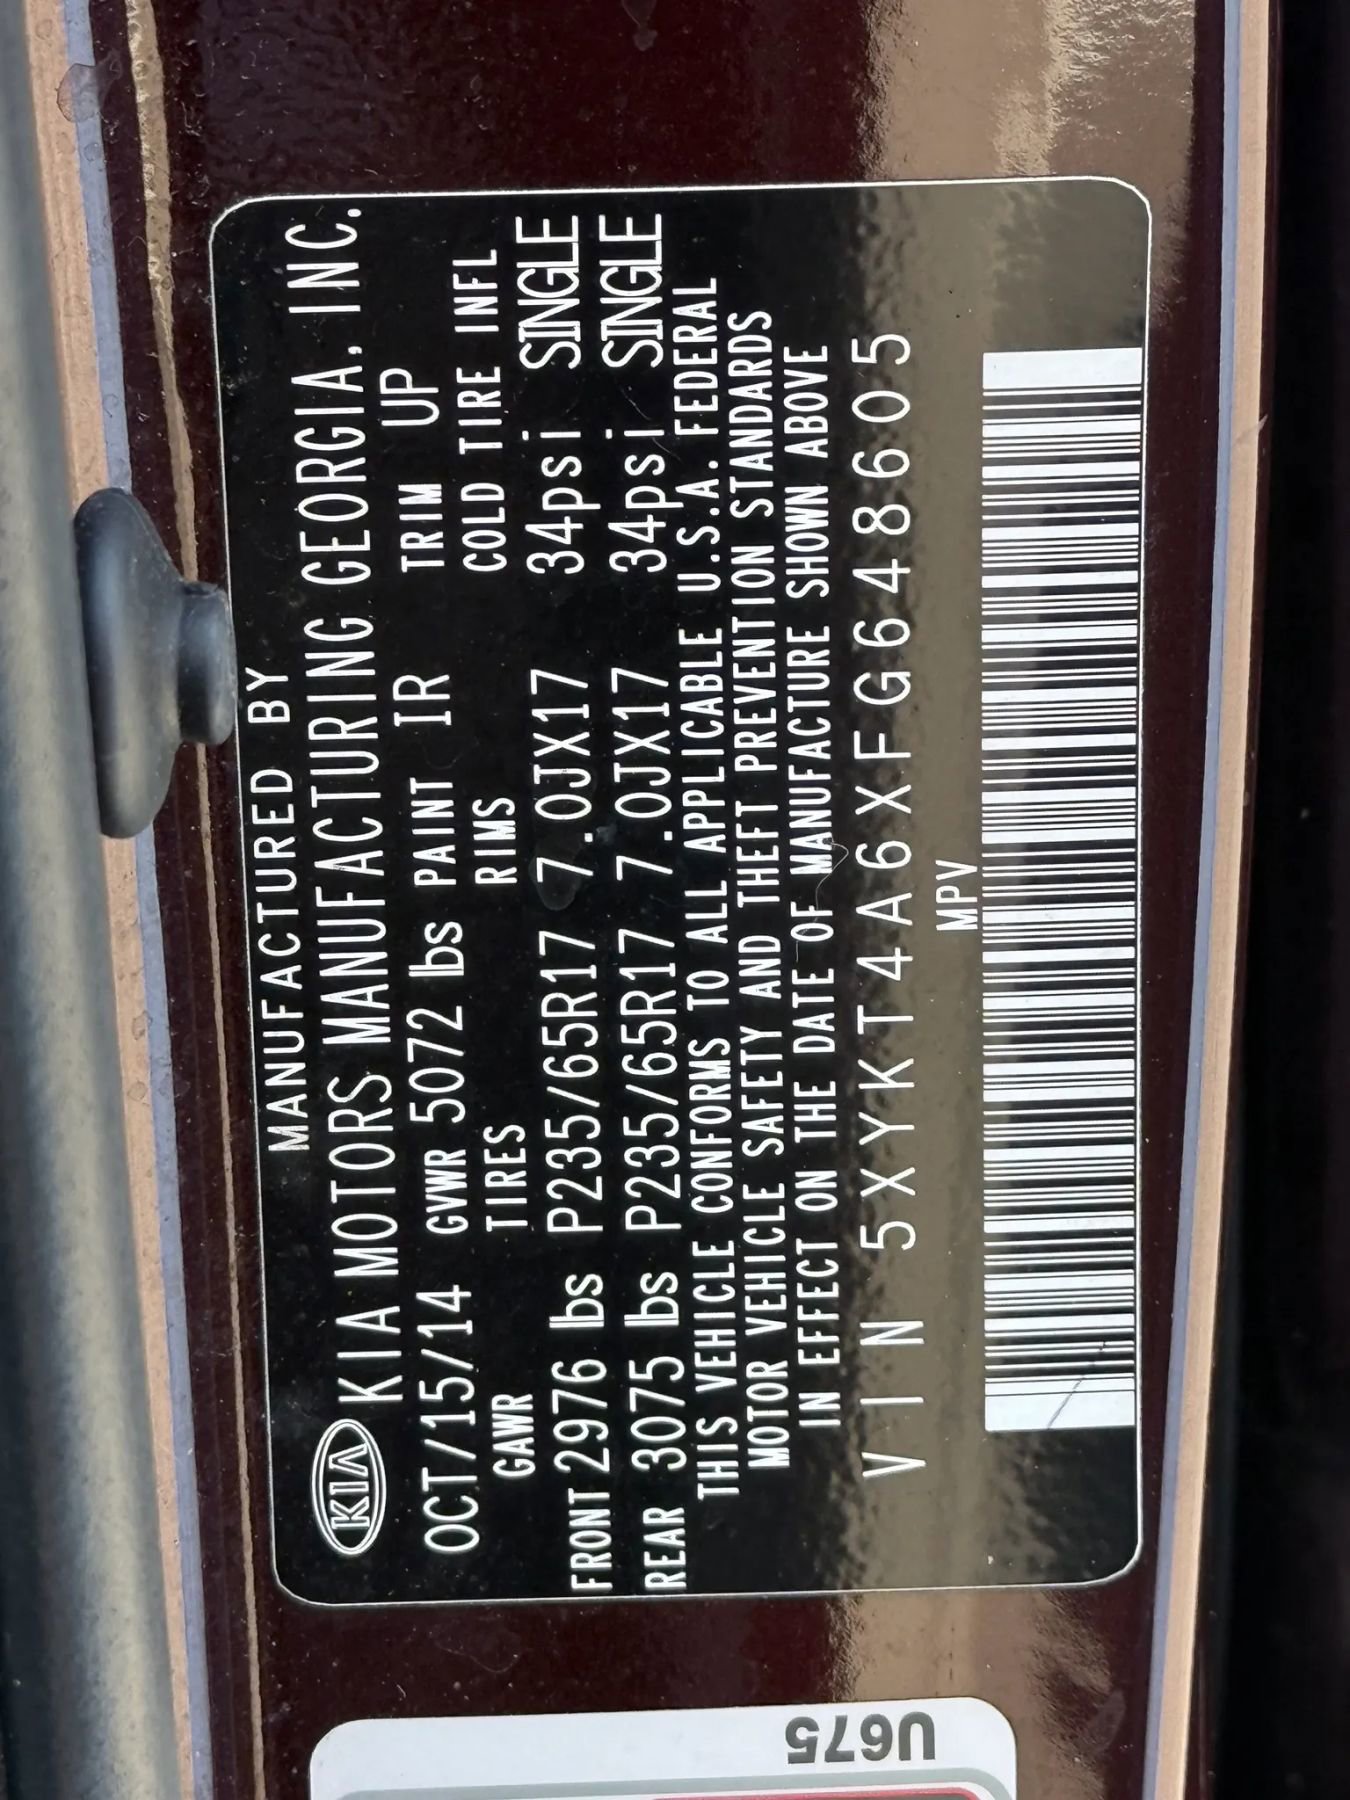 MANUFACTURED BY
KIA KIA MOTORS MANUFACTURING GEORGIA, INC.
OCT/15/14 GVWR 5072 lbs PAINT IR TRIM UP
GAWR TIRES RIMS COLD TIRE INFL
FRONT 2976 lbs P235/65R17 7.0JX17 34psi SINGLE
REAR 3075 lbs P235/65R17 7.0JX17 34psi SINGLE
THIS VEHICLE CONFORMS TO ALL APPLICABLE U.S.A. FEDERAL
MOTOR VEHICLE SAFETY AND THEFT PREVENTION STANDARDS
IN EFFECT ON THE DATE OF MANUFACTURE SHOWN ABOVE
VIN 5XYKT4A6XFG648605
MPV
U675